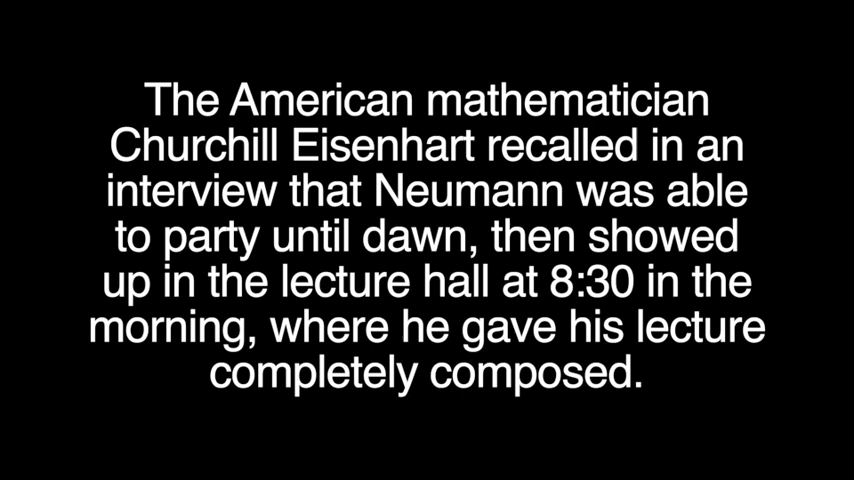 The American mathematician
Churchill Eisenhart recalled in an
interview that Neumann was able
to party until dawn, then showed
up in the lecture hall at 8:30 in the
morning, where he gave his lecture
completely composed.